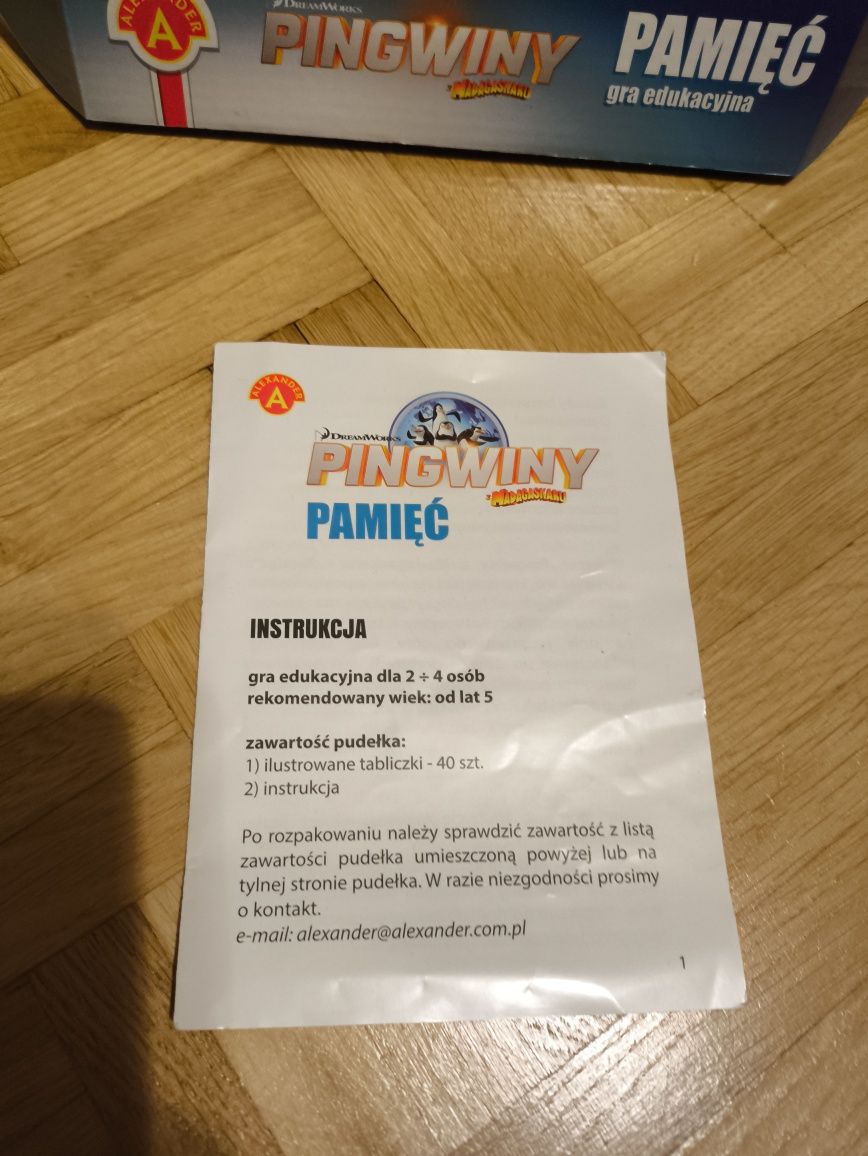 ALEXANDER
A
DREAMWORKS
PINGWINY
Z MADAGASKARU
PAMIĘĆ
gra edukacyjna
ALEXANDER
A
DREAMWORKS
PINGWINY
Z MADAGASKARU
PAMIĘĆ
INSTRUKCJA
gra edukacyjna dla 2 ÷ 4 osób
rekomendowany wiek: od lat 5
zawartość pudełka:
1) ilustrowane tabliczki - 40 szt.
2) instrukcja
Po rozpakowaniu należy sprawdzić zawartość z listą
zawartości pudełka umieszczoną powyżej lub na
tylnej stronie pudełka. W razie niezgodności prosimy
o kontakt.
e-mail: alexander@alexander.com.pl
1